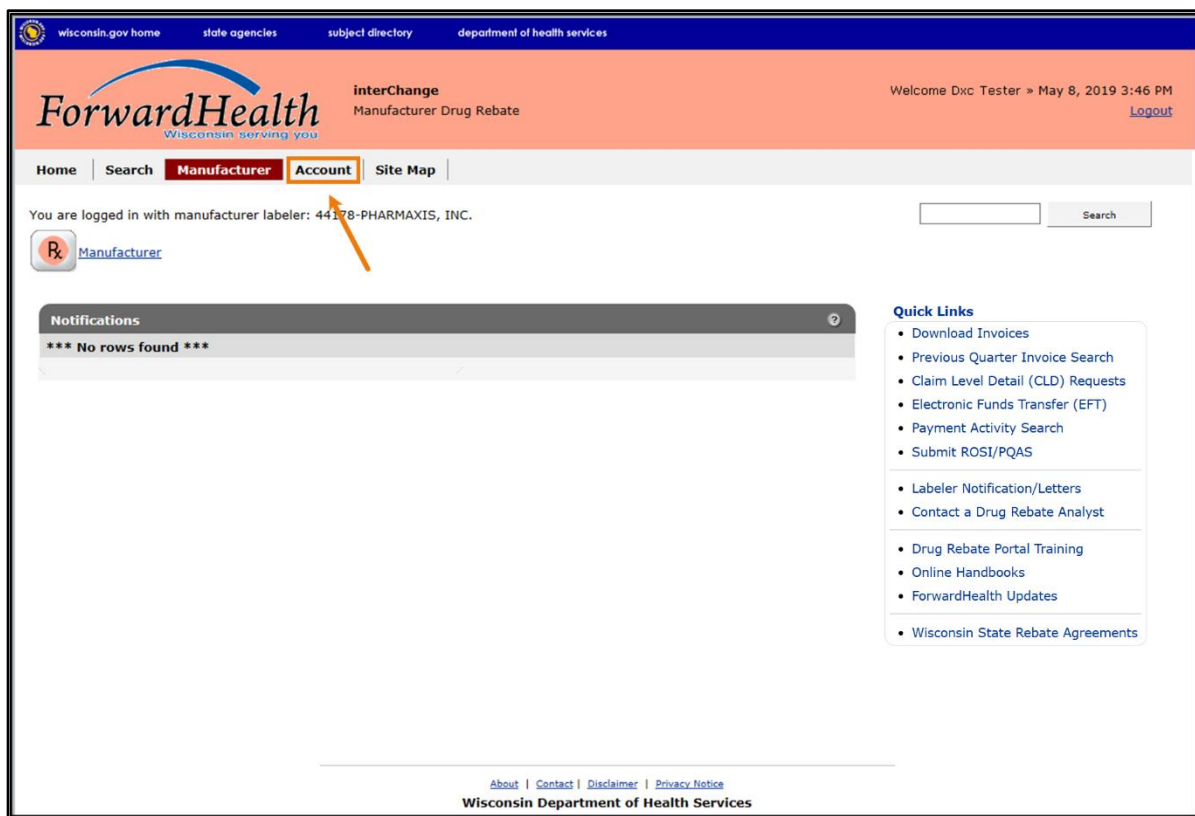 wisconsin.gov home state agencies subject directory department of health services
ForwardHealth
Wisconsin serving you
interChange
Manufacturer Drug Rebate
Welcome Dxc Tester » May 8, 2019 3:46 PM
Logout
Home Search Manufacturer Account Site Map
You are logged in with manufacturer labeler: 44178-PHARMAXIS, INC.
Search
Rx Manufacturer
Notifications ?
*** No rows found ***
Quick Links
• Download Invoices
• Previous Quarter Invoice Search
• Claim Level Detail (CLD) Requests
• Electronic Funds Transfer (EFT)
• Payment Activity Search
• Submit ROSI/PQAS
• Labeler Notification/Letters
• Contact a Drug Rebate Analyst
• Drug Rebate Portal Training
• Online Handbooks
• ForwardHealth Updates
• Wisconsin State Rebate Agreements
About | Contact | Disclaimer | Privacy Notice
Wisconsin Department of Health Services